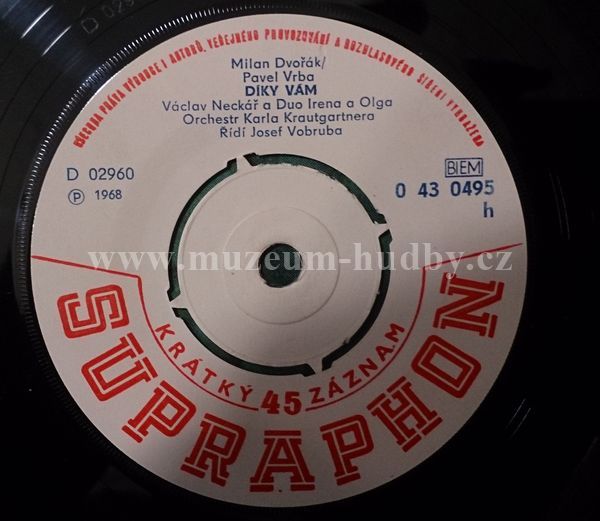 VŠECHNA PRÁVA VÝROBCE I AUTORŮ, VEŘEJNÉHO PROVOZOVÁNÍ A ROZHLASOVÉHO ŠÍŘENÍ VYHRAZENA
Milan Dvořák/
Pavel Vrba
DÍKY VÁM
Václav Neckář a Duo Irena a Olga
Orchestr Karla Krautgartnera
Řídí Josef Vobruba
D 02960
Ⓟ 1968
BIEM
0 43 0495
h
www.muzeum-hudby.cz
KRÁTKÝ 45 ZÁZNAM
SUPRAPHON